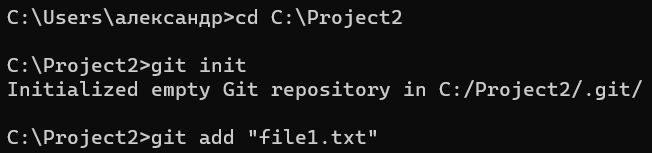 C:\Users\александр>cd C:\Project2
C:\Project2>git init
Initialized empty Git repository in C:/Project2/.git/
C:\Project2>git add "file1.txt"